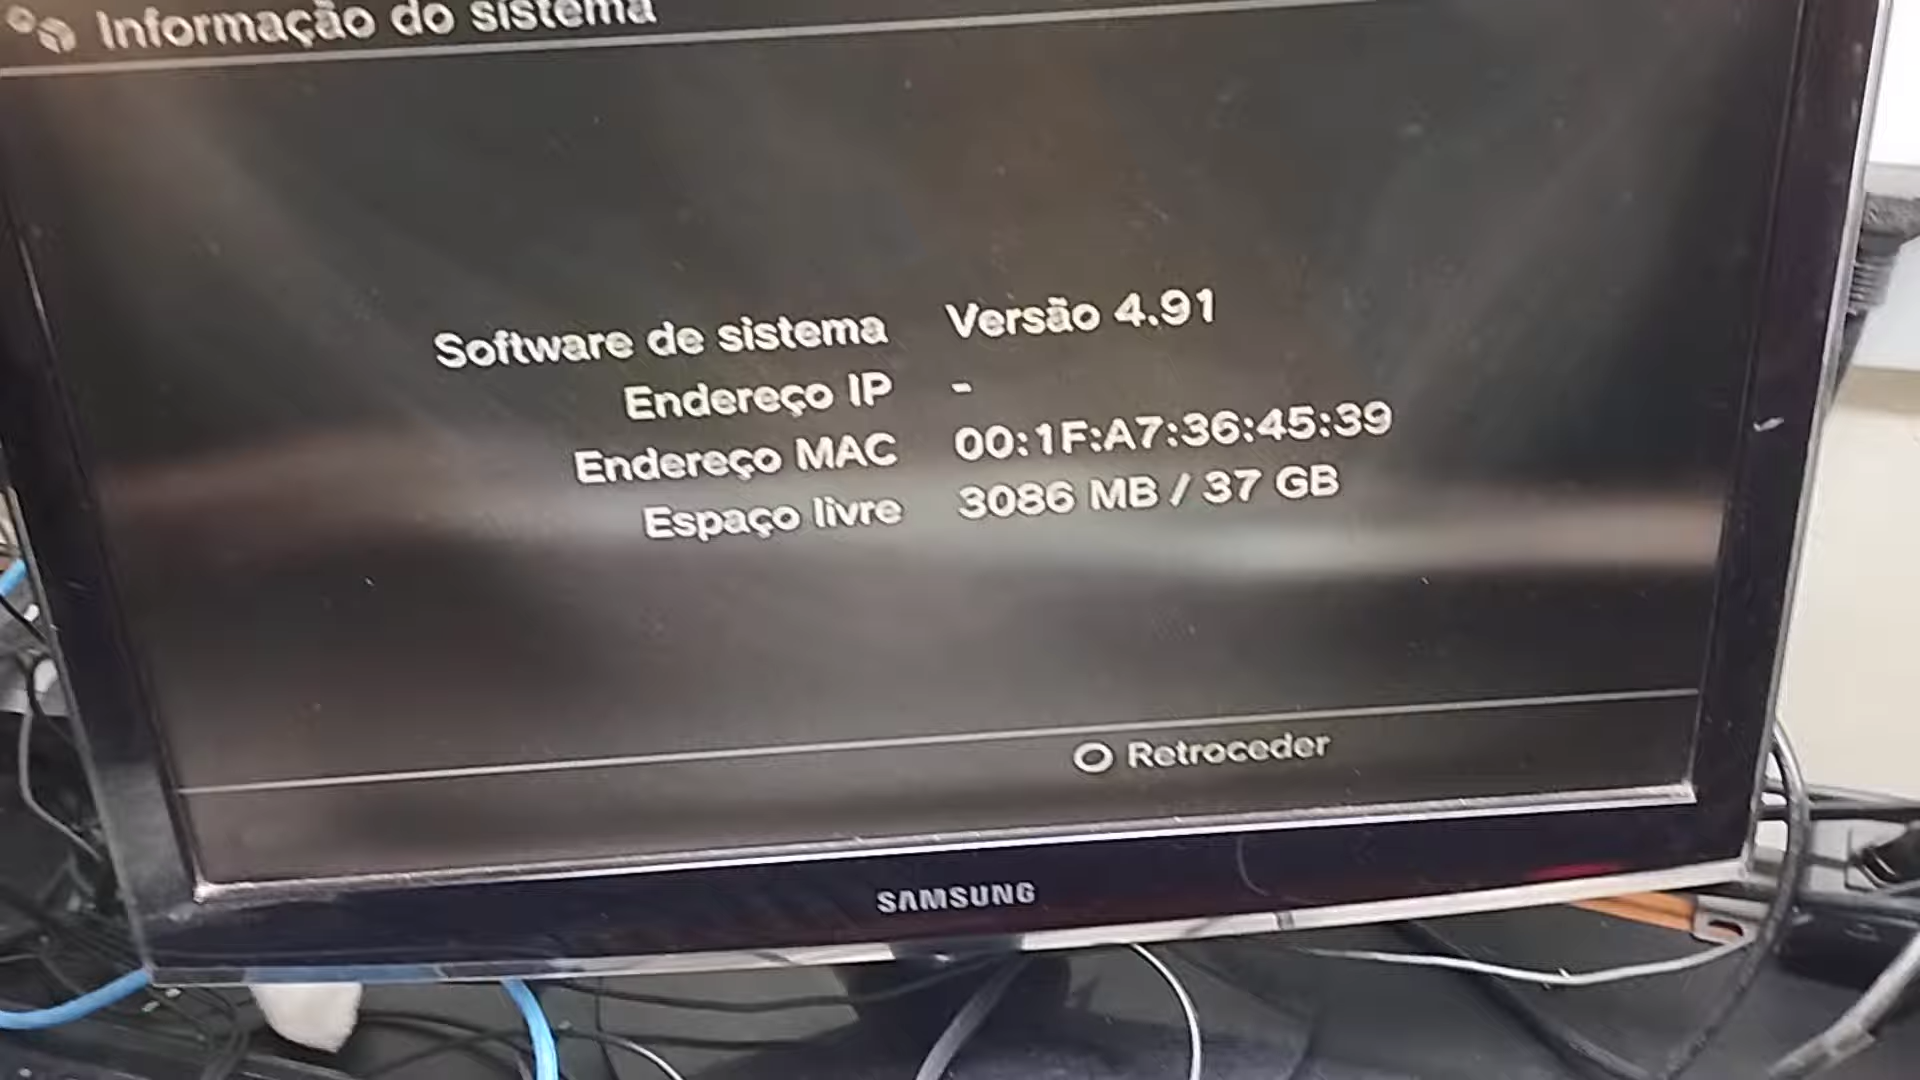 Informação do sistema
Software de sistema Versão 4.91
Endereço IP -
Endereço MAC 00:1F:A7:36:45:39
Espaço livre 3086 MB / 37 GB
Retroceder
SAMSUNG